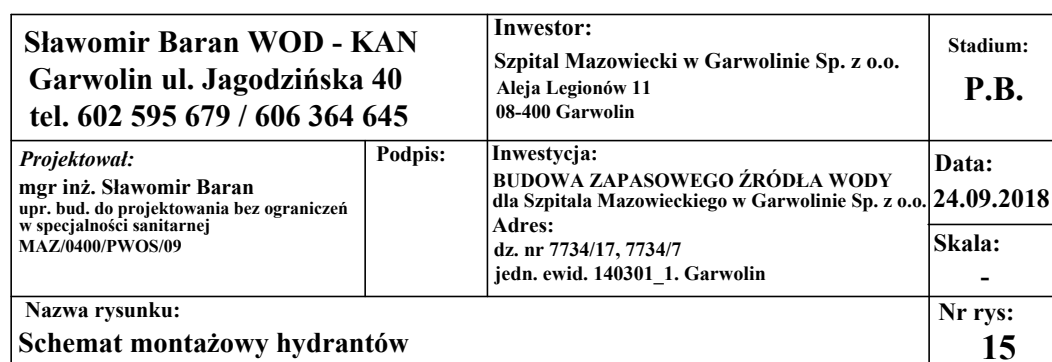 Sławomir Baran WOD - KAN
Garwolin ul. Jagodzińska 40
tel. 602 595 679 / 606 364 645
Inwestor:
Szpital Mazowiecki w Garwolinie Sp. z o.o.
Aleja Legionów 11
08-400 Garwolin
Stadium:
P.B.
Projektował:
mgr inż. Sławomir Baran
upr. bud. do projektowania bez ograniczeń
w specjalności sanitarnej
MAZ/0400/PWOS/09
Podpis:
Inwestycja:
BUDOWA ZAPASOWEGO ŹRÓDŁA WODY
dla Szpitala Mazowieckiego w Garwolinie Sp. z o.o.
Adres:
dz. nr 7734/17, 7734/7
jedn. ewid. 140301_1. Garwolin
Data:
24.09.2018
Skala:
-
Nazwa rysunku:
Schemat montażowy hydrantów
Nr rys:
15